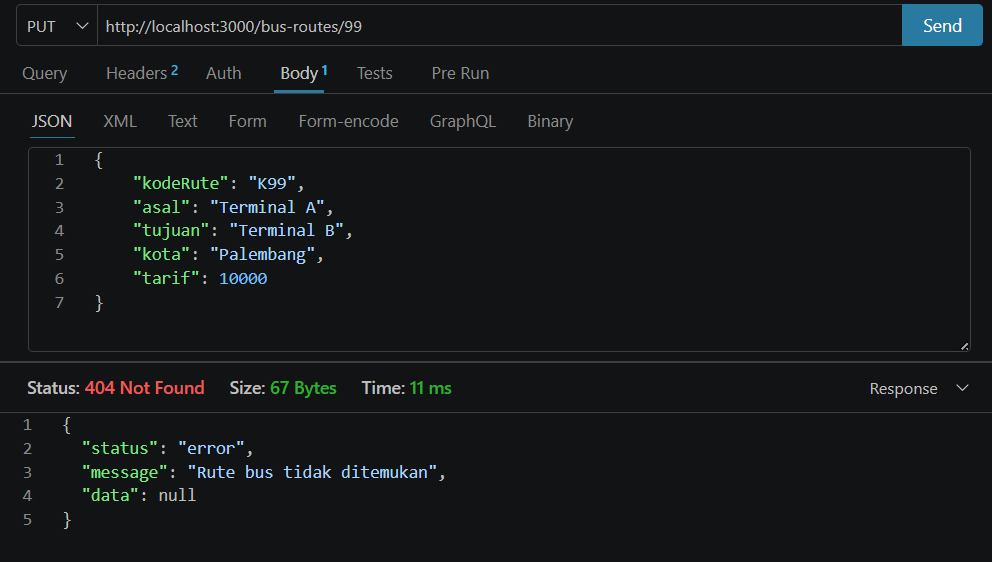 PUT http://localhost:3000/bus-routes/99 Send
Query Headers 2 Auth Body 1 Tests Pre Run
JSON XML Text Form Form-encode GraphQL Binary
1 {
2 "kodeRute": "K99",
3 "asal": "Terminal A",
4 "tujuan": "Terminal B",
5 "kota": "Palembang",
6 "tarif": 10000
7 }
Status: 404 Not Found Size: 67 Bytes Time: 11 ms Response
1 {
2 "status": "error",
3 "message": "Rute bus tidak ditemukan",
4 "data": null
5 }